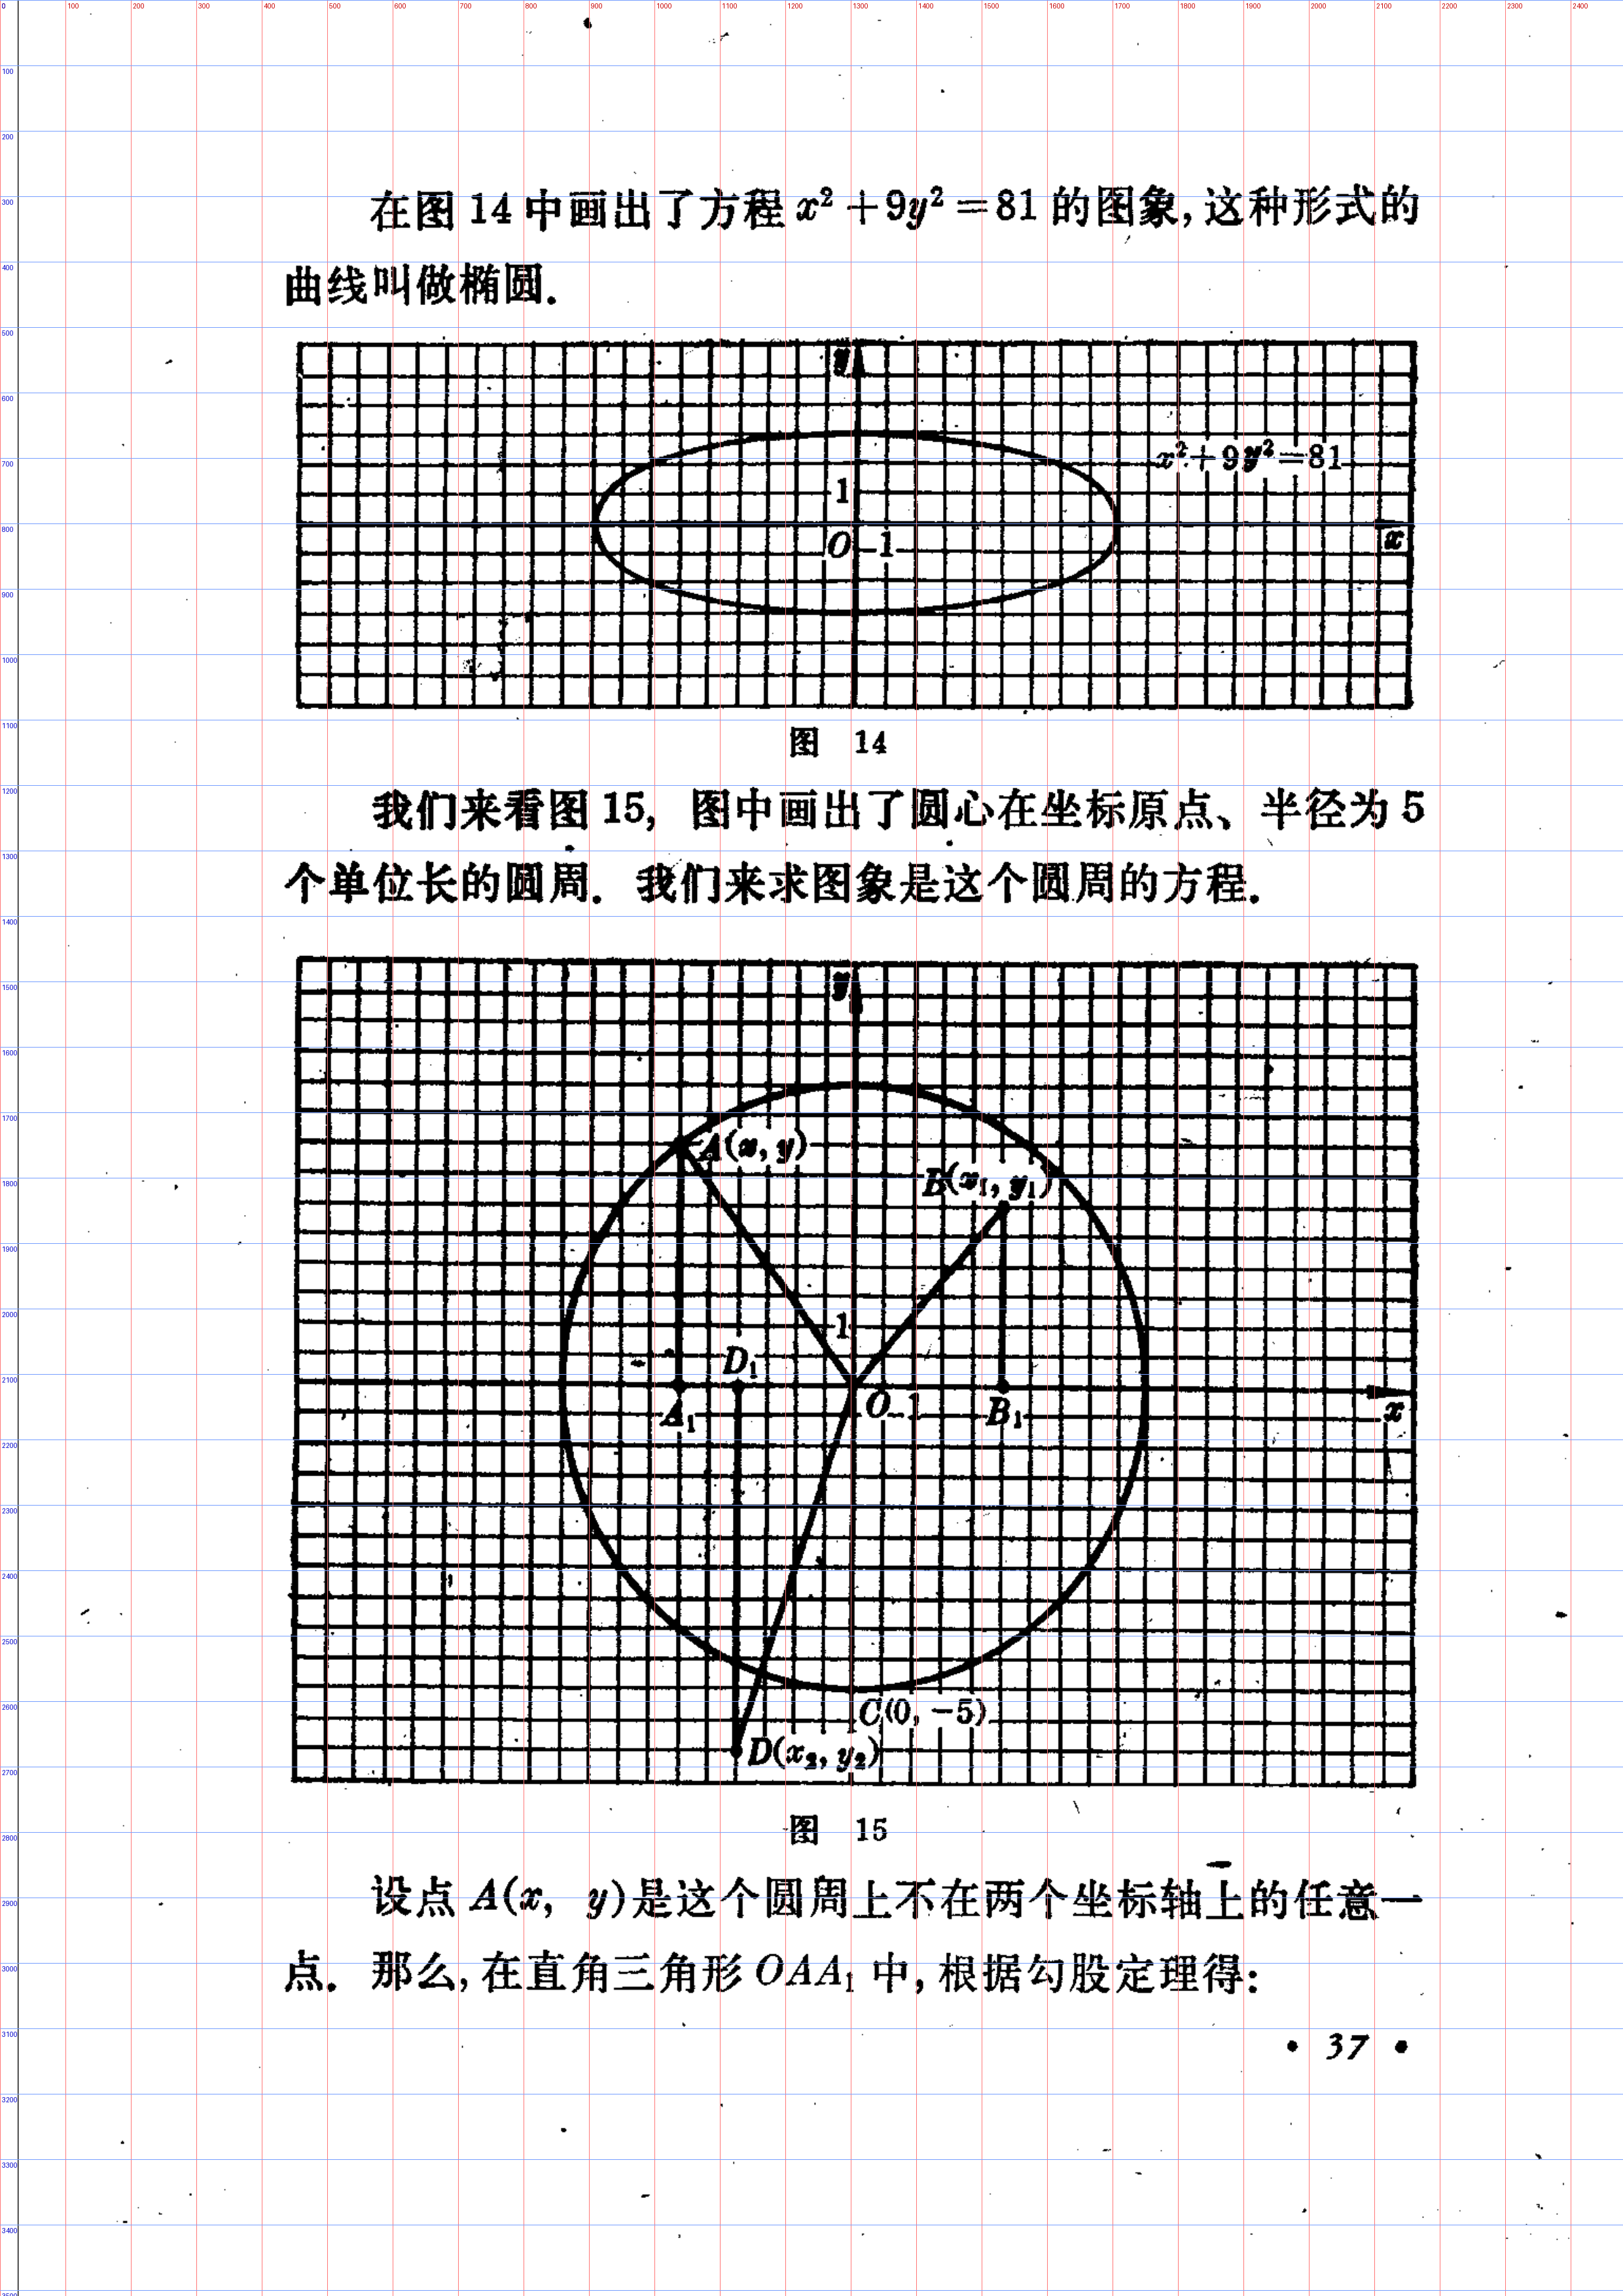 在图 14 中画出了方程 x² + 9y² = 81 的图象, 这种形式的
曲线叫做椭圆.
y
x² + 9y² = 81
1
O 1
x
图 14
我们来看图 15, 图中画出了圆心在坐标原点、半径为 5
个单位长的圆周. 我们来求图象是这个圆周的方程.
y
A(x, y)
B(x₁, y₁)
1
D₁
A₁
O 1
B₁
x
C(0, −5)
D(x₂, y₂)
图 15
设点 A(x, y)是这个圆周上不在两个坐标轴上的任意一
点. 那么, 在直角三角形 OAA₁ 中, 根据勾股定理得:
• 37 •